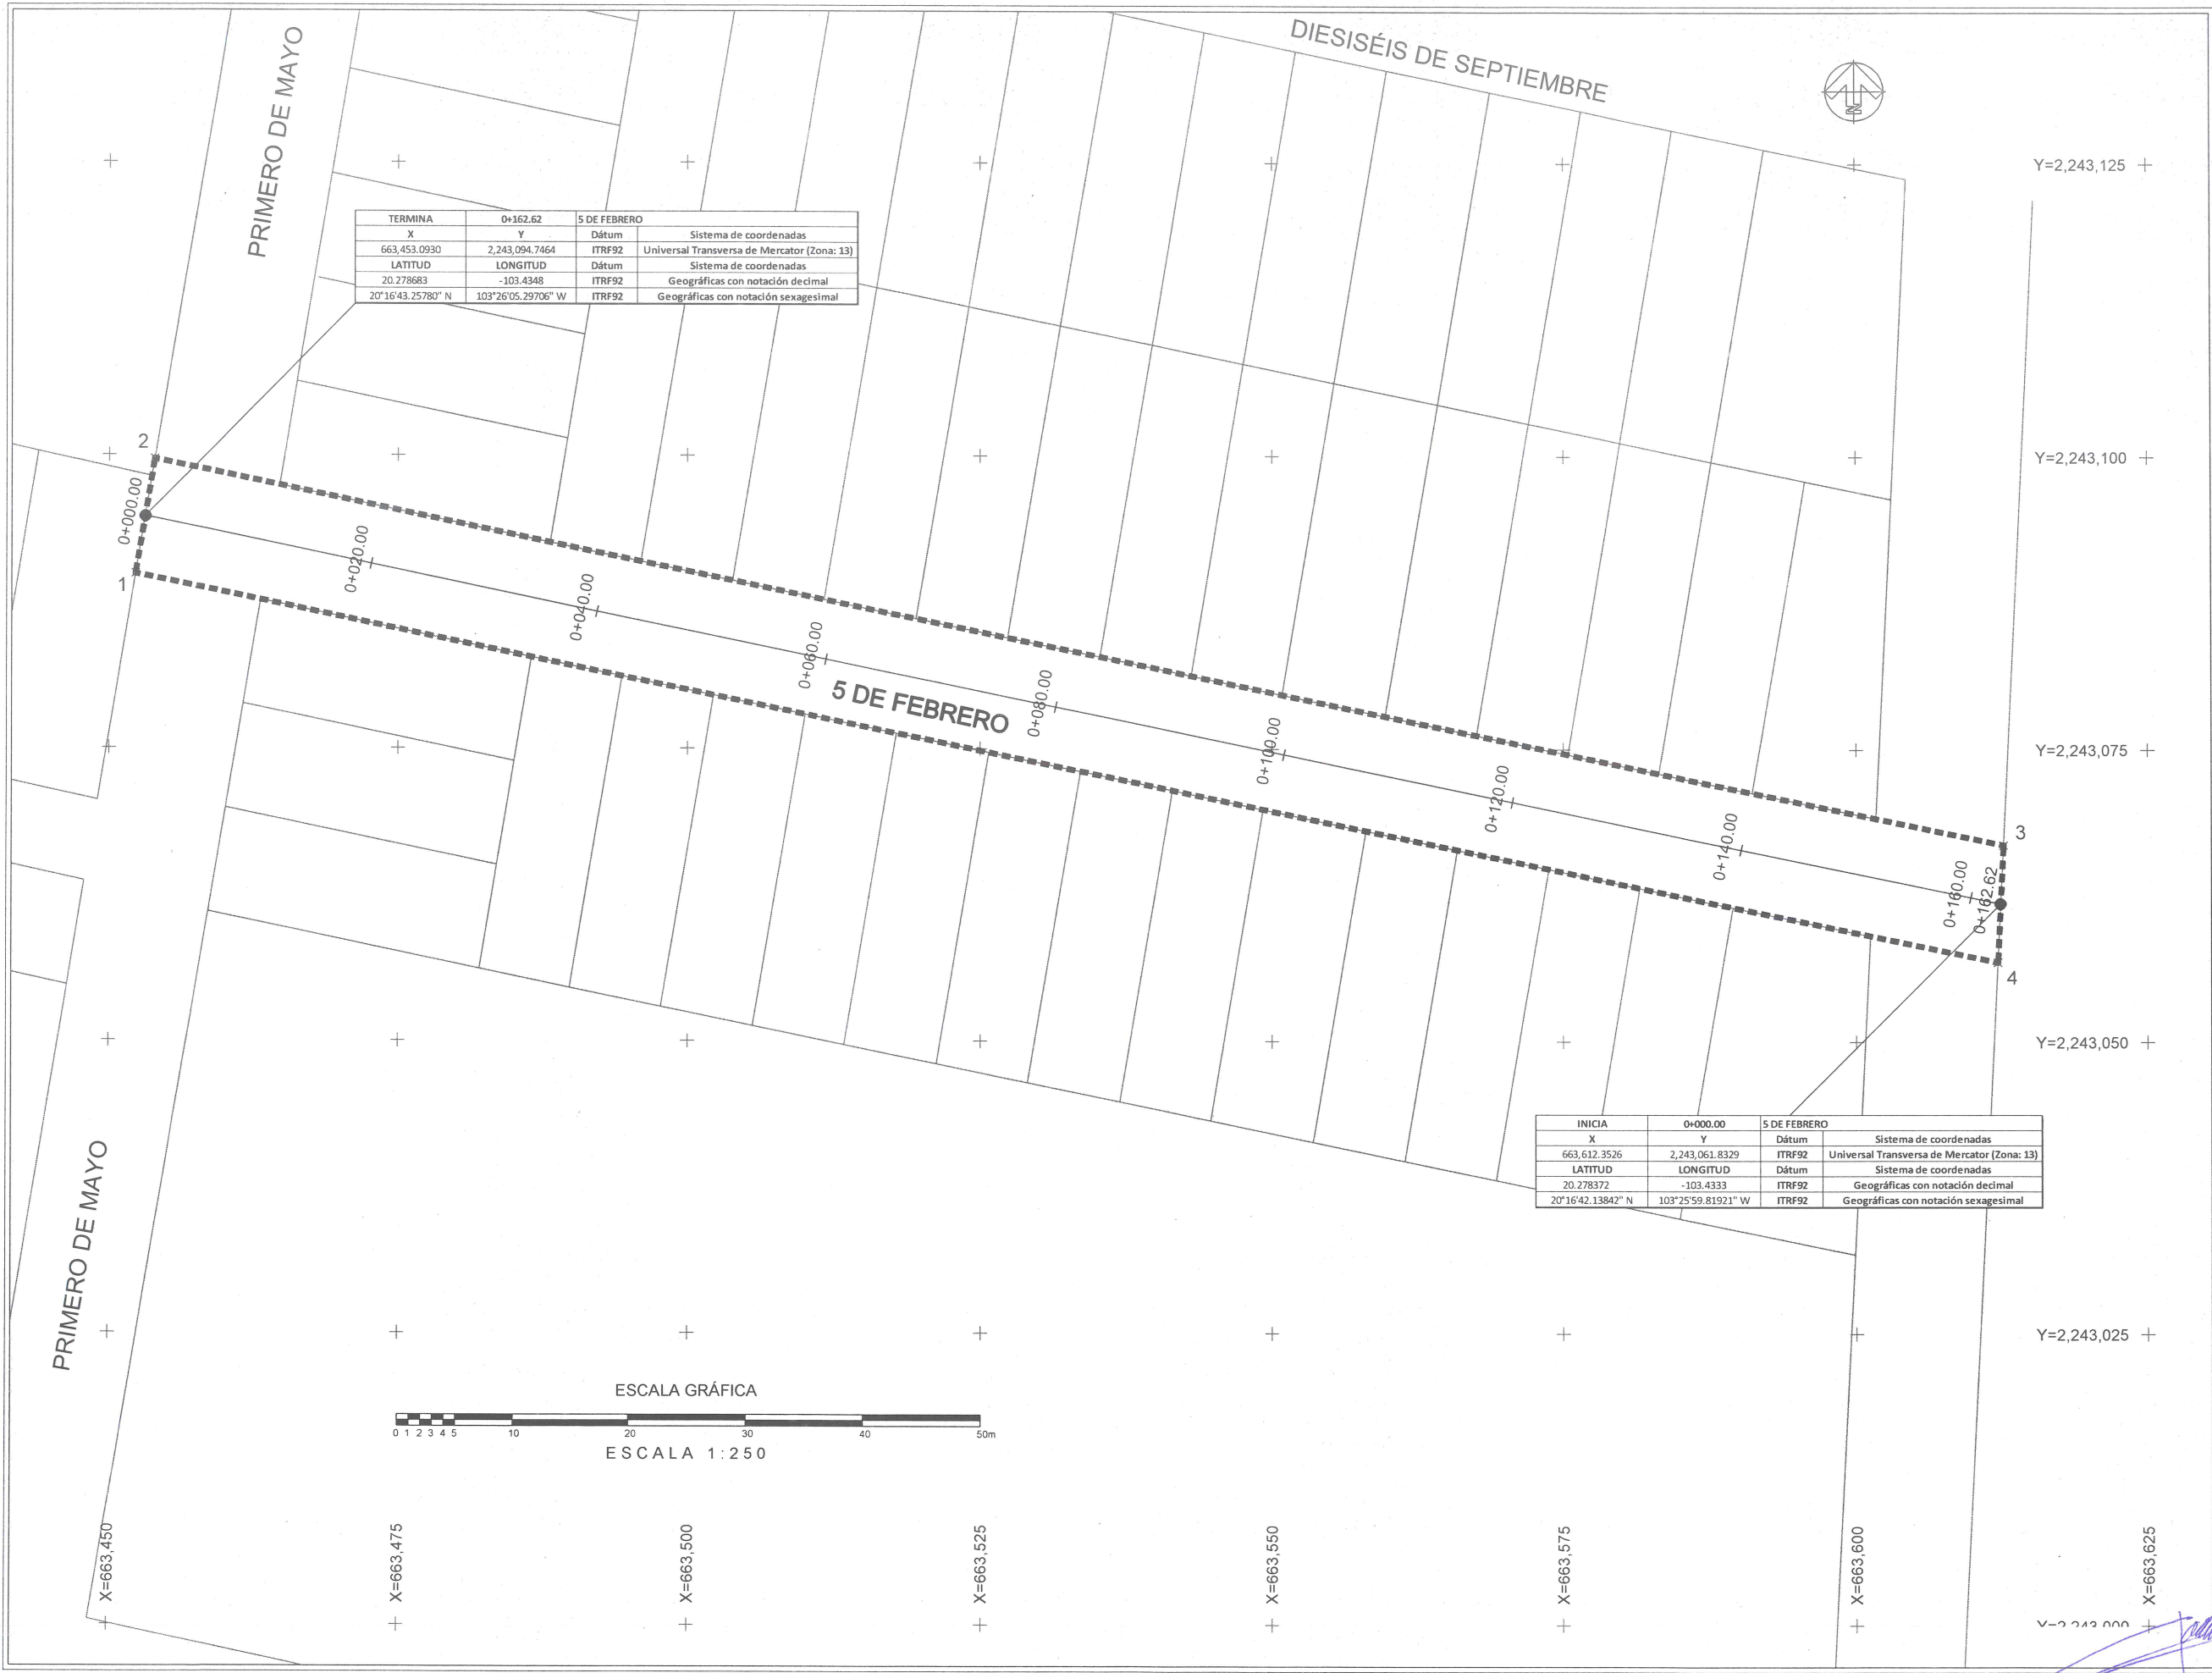 DIESISÉIS DE SEPTIEMBRE
PRIMERO DE MAYO
N
Y=2,243,125
TERMINA 0+162.62 5 DE FEBRERO
X Y Dátum Sistema de coordenadas
663,453.0930 2,243,094.7464 ITRF92 Universal Transversa de Mercator (Zona: 13)
LATITUD LONGITUD Dátum Sistema de coordenadas
20.278683 -103.4348 ITRF92 Geográficas con notación decimal
20°16'43.25780" N 103°26'05.29706" W ITRF92 Geográficas con notación sexagesimal
2
Y=2,243,100
0+000.00
1
0+020.00
0+040.00
0+060.00
5 DE FEBRERO
0+080.00
0+100.00
Y=2,243,075
0+120.00
0+140.00
3
0+160.00
0+162.62
4
Y=2,243,050
INICIA 0+000.00 5 DE FEBRERO
X Y Dátum Sistema de coordenadas
663,612.3526 2,243,061.8329 ITRF92 Universal Transversa de Mercator (Zona: 13)
LATITUD LONGITUD Dátum Sistema de coordenadas
20.278372 -103.4333 ITRF92 Geográficas con notación decimal
20°16'42.13842" N 103°25'59.81921" W ITRF92 Geográficas con notación sexagesimal
PRIMERO DE MAYO
Y=2,243,025
ESCALA GRÁFICA
0 1 2 3 4 5 10 20 30 40 50m
ESCALA 1:250
X=663,450
X=663,475
X=663,500
X=663,525
X=663,550
X=663,575
X=663,600
X=663,625
Y=2,243,000